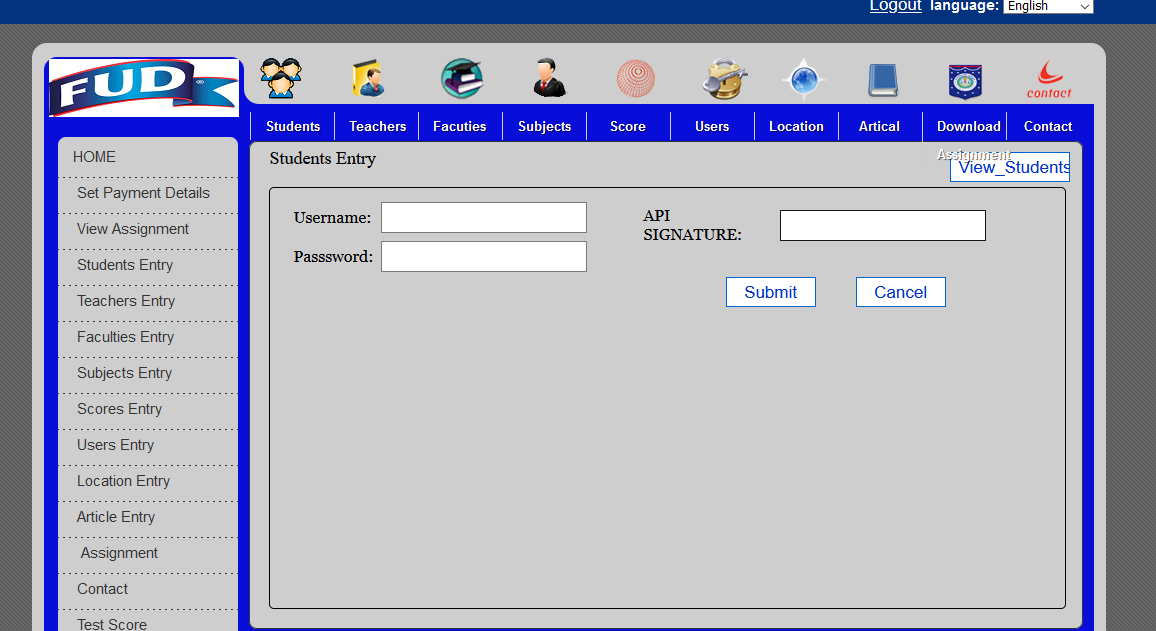 Logout language: English
FUD
contact
Students Teachers Facuties Subjects Score Users Location Artical Download Contact
Assignment
HOME
Set Payment Details
View Assignment
Students Entry
Teachers Entry
Faculties Entry
Subjects Entry
Scores Entry
Users Entry
Location Entry
Article Entry
Assignment
Contact
Test Score
Students Entry
View_Students
Username:
API
SIGNATURE:
Passsword:
Submit Cancel